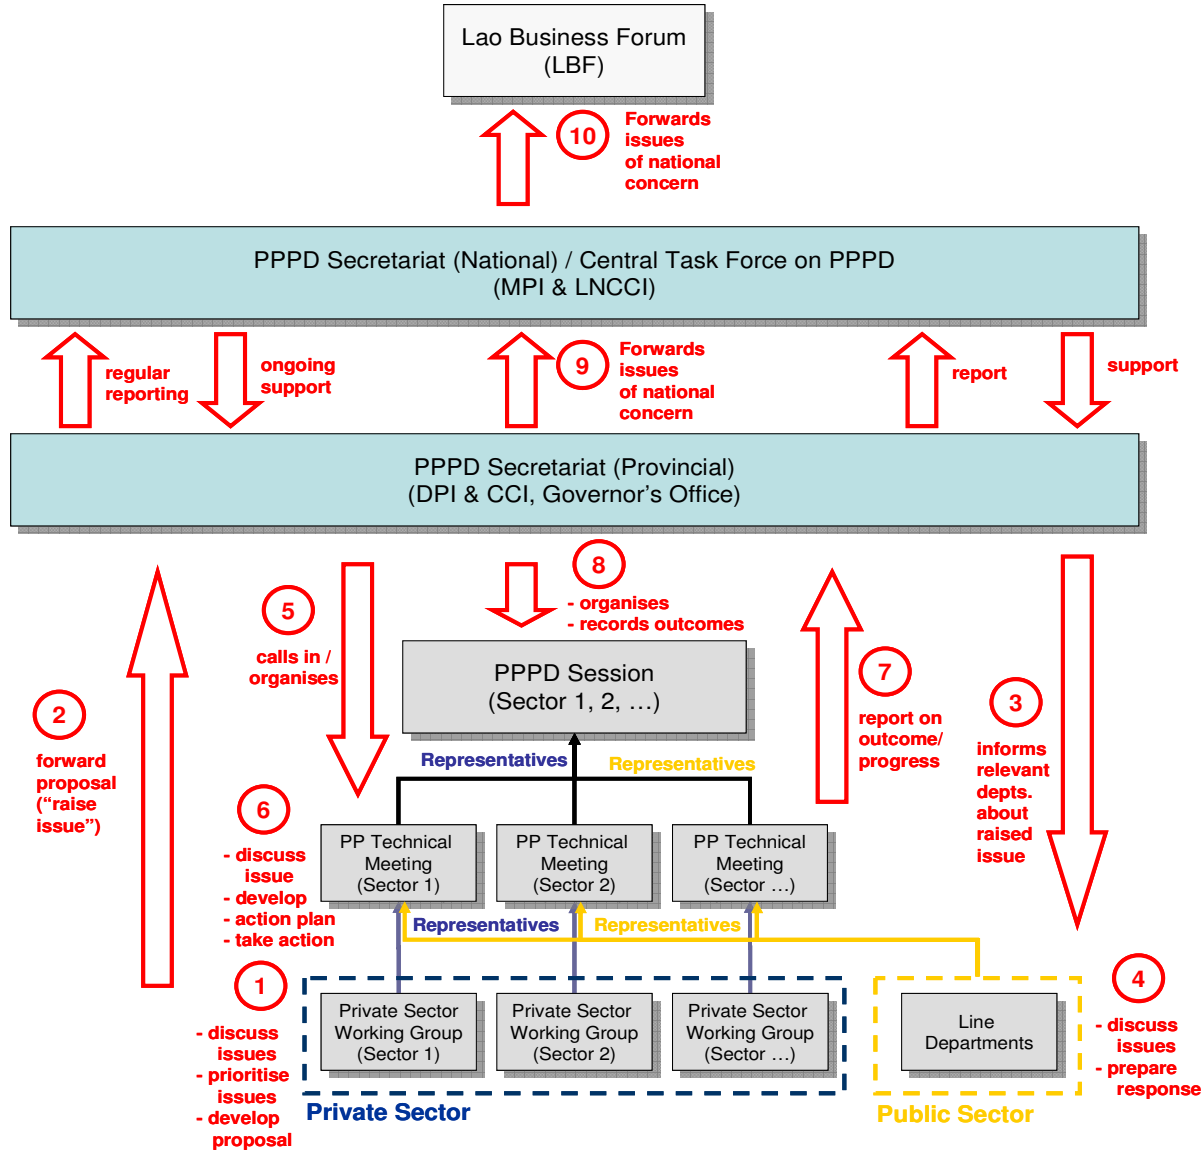 Lao Business Forum
(LBF)
10
Forwards
issues
of national
concern
PPPD Secretariat (National) / Central Task Force on PPPD
(MPI & LNCCI)
regular
reporting
ongoing
support
9
Forwards
issues
of national
concern
report
support
PPPD Secretariat (Provincial)
(DPI & CCI, Governor's Office)
8
- organises
- records outcomes
5
calls in /
organises
PPPD Session
(Sector 1, 2, …)
7
report on
outcome/
progress
2
forward
proposal
("raise
issue")
3
informs
relevant
depts.
about
raised
issue
Representatives
Representatives
6
- discuss
issue
- develop
- action plan
- take action
PP Technical
Meeting
(Sector 1)
PP Technical
Meeting
(Sector 2)
PP Technical
Meeting
(Sector …)
Representatives
Representatives
1
- discuss
issues
- prioritise
issues
- develop
proposal
Private Sector
Working Group
(Sector 1)
Private Sector
Working Group
(Sector 2)
Private Sector
Working Group
(Sector …)
Line
Departments
4
- discuss
issues
- prepare
response
Private Sector
Public Sector